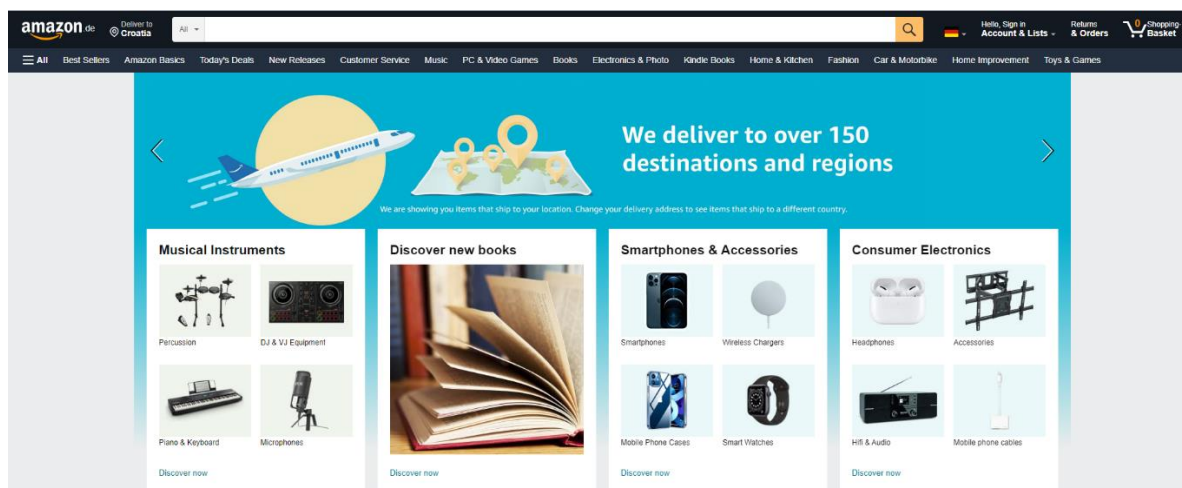 amazon.de
Deliver to
Croatia
All
Hello, Sign in
Account & Lists
Returns
& Orders
0
Shopping-
Basket
All Best Sellers Amazon Basics Today's Deals New Releases Customer Service Music PC & Video Games Books Electronics & Photo Kindle Books Home & Kitchen Fashion Car & Motorbike Home Improvement Toys & Games
We deliver to over 150
destinations and regions
We are showing you items that ship to your location. Change your delivery address to see items that ship to a different country.
Musical Instruments
Percussion
DJ & VJ Equipment
Piano & Keyboard
Microphones
Discover now
Discover new books
Discover now
Smartphones & Accessories
Smartphones
Wireless Chargers
Mobile Phone Cases
Smart Watches
Discover now
Consumer Electronics
Headphones
Accessories
Hifi & Audio
Mobile phone cables
Discover now